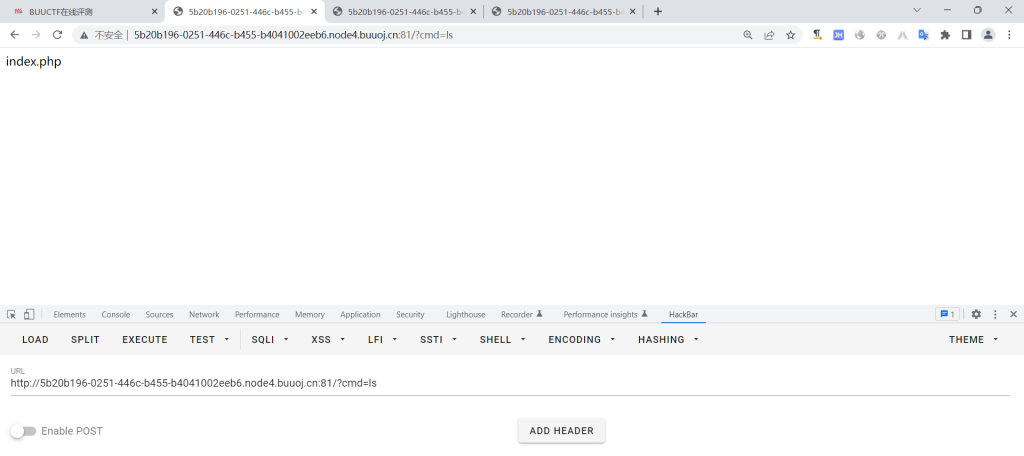 BUUCTF在线评测
5b20b196-0251-446c-b455-b4
5b20b196-0251-446c-b455-b4
5b20b196-0251-446c-b455-b4
不安全 | 5b20b196-0251-446c-b455-b4041002eeb6.node4.buuoj.cn:81/?cmd=ls
JH
index.php
Elements Console Sources Network Performance Memory Application Security Lighthouse Recorder Performance insights HackBar 1
LOAD SPLIT EXECUTE TEST SQLI XSS LFI SSTI SHELL ENCODING HASHING THEME
URL
http://5b20b196-0251-446c-b455-b4041002eeb6.node4.buuoj.cn:81/?cmd=ls
Enable POST ADD HEADER